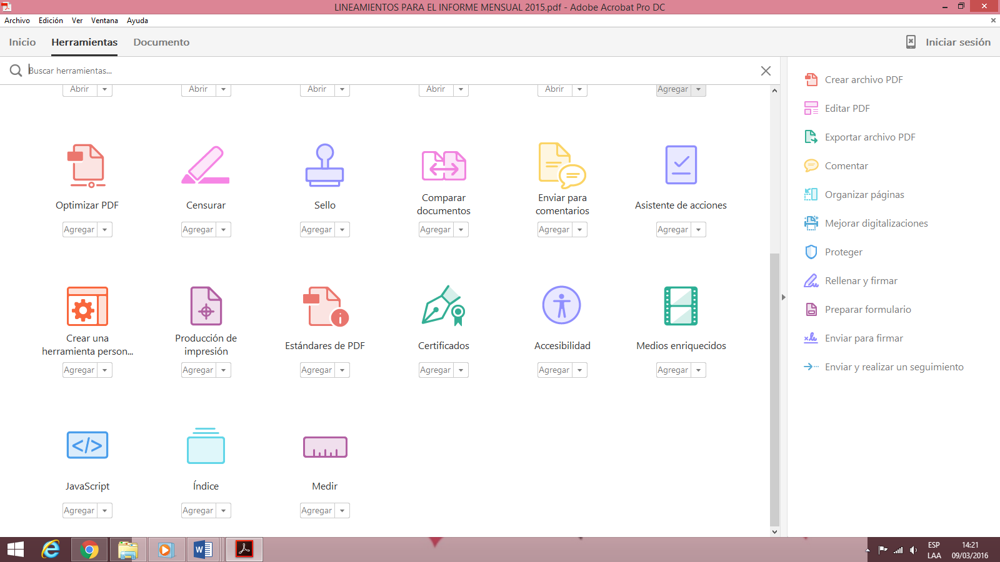 LINEAMIENTOS PARA EL INFORME MENSUAL 2015.pdf - Adobe Acrobat Pro DC
Archivo Edición Ver Ventana Ayuda
Inicio Herramientas Documento Iniciar sesión
Buscar herramientas...
Abrir Abrir Abrir Abrir Abrir Agregar
Optimizar PDF
Agregar
Censurar
Agregar
Sello
Agregar
Comparar
documentos
Agregar
Enviar para
comentarios
Agregar
Asistente de acciones
Agregar
Crear una
herramienta person...
Agregar
Producción de
impresión
Agregar
Estándares de PDF
Agregar
Certificados
Agregar
Accesibilidad
Agregar
Medios enriquecidos
Agregar
</>
JavaScript
Agregar
Índice
Agregar
Medir
Agregar
Crear archivo PDF
Editar PDF
Exportar archivo PDF
Comentar
Organizar páginas
Mejorar digitalizaciones
Proteger
Rellenar y firmar
Preparar formulario
Enviar para firmar
Enviar y realizar un seguimiento
ESP
LAA
14:21
09/03/2016